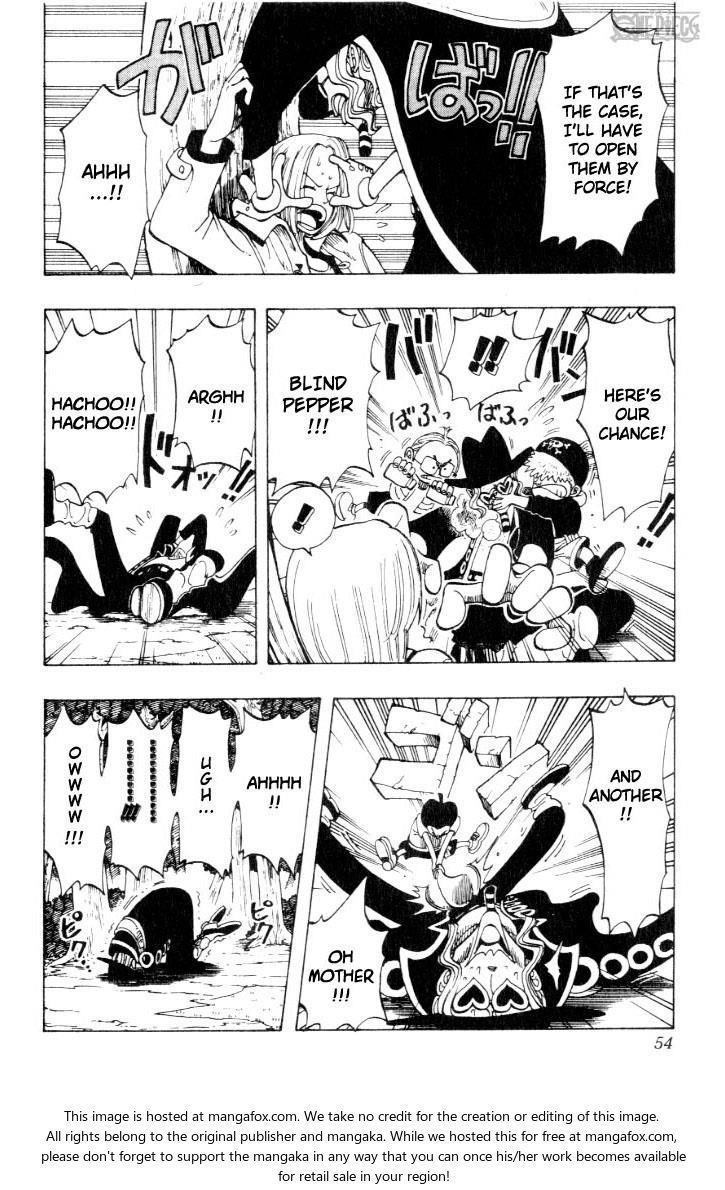 ONE PIECE
IF THAT'S
THE CASE,
I'LL HAVE
TO OPEN
THEM BY
FORCE!
ばっ!!
ガ
AHHH
...!!
HERE'S
OUR
CHANCE!
!!
ばふっ
ばふっ
BLIND
PEPPER
!!!
!
ARGHH
!!
HACHOO!!
HACHOO!!
ドオッ!!
AND
ANOTHER
!!
OH
MOTHER
!!!
AHHHH
!!
UGH...
!!!
OWWWW!!!
ピク
ピク
54
This image is hosted at mangafox.com. We take no credit for the creation or editing of this image.
All rights belong to the original publisher and mangaka. While we hosted this for free at mangafox.com,
please don't forget to support the mangaka in any way that you can once his/her work becomes available
for retail sale in your region!